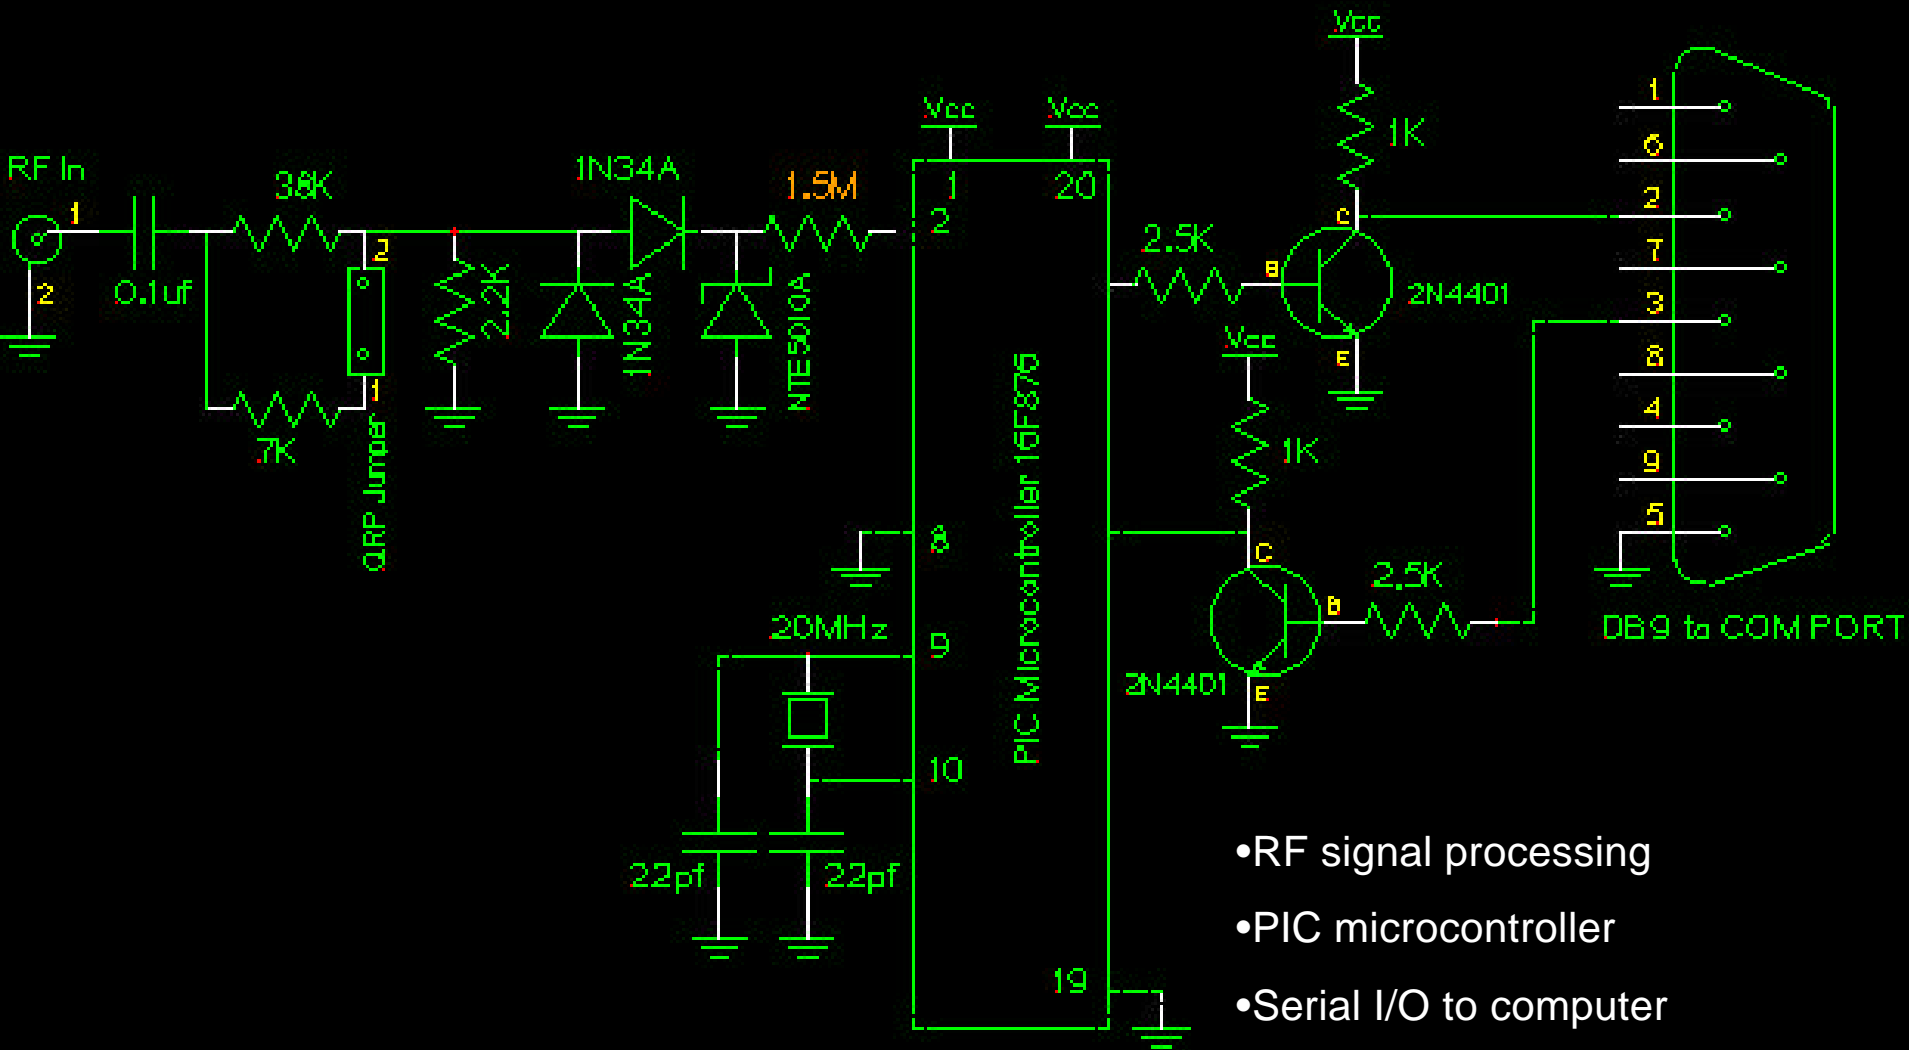 Vcc
Vcc
Vcc
1
1K
6
RF In
1N34A
1.5M
1
20
38K
1
2
C
2
2
2.5K
7
B
2N4401
0.1uf
2
2.2K
1N34A
NTE5010A
3
Vcc
E
8
1
QRP Jumper
7K
4
1K
9
PIC Microcontroller 16F876
5
8
C
2.5K
B
20MHz
9
DB9 to COM PORT
2N4401
E
10
22pf
22pf
19
•RF signal processing
•PIC microcontroller
•Serial I/O to computer